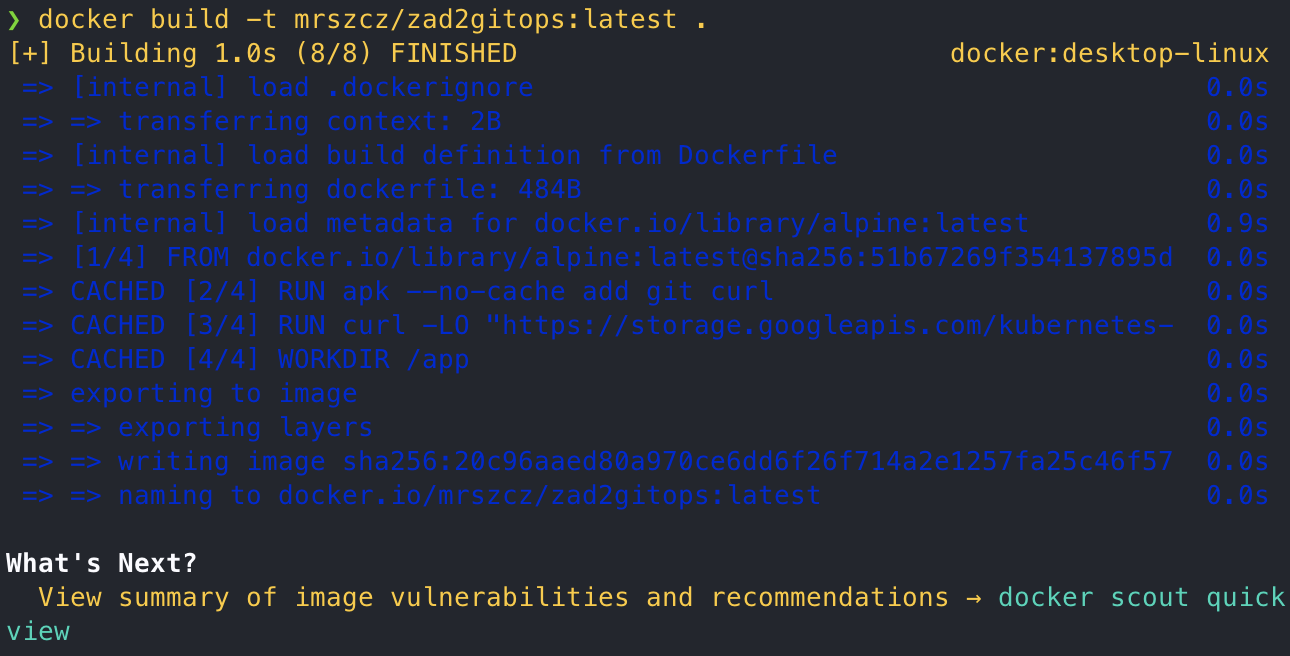 ❯ docker build -t mrszcz/zad2gitops:latest .
[+] Building 1.0s (8/8) FINISHED docker:desktop-linux
=> [internal] load .dockerignore 0.0s
=> => transferring context: 2B 0.0s
=> [internal] load build definition from Dockerfile 0.0s
=> => transferring dockerfile: 484B 0.0s
=> [internal] load metadata for docker.io/library/alpine:latest 0.9s
=> [1/4] FROM docker.io/library/alpine:latest@sha256:51b67269f354137895d 0.0s
=> CACHED [2/4] RUN apk --no-cache add git curl 0.0s
=> CACHED [3/4] RUN curl -LO "https://storage.googleapis.com/kubernetes- 0.0s
=> CACHED [4/4] WORKDIR /app 0.0s
=> exporting to image 0.0s
=> => exporting layers 0.0s
=> => writing image sha256:20c96aaed80a970ce6dd6f26f714a2e1257fa25c46f57 0.0s
=> => naming to docker.io/mrszcz/zad2gitops:latest 0.0s
What's Next?
View summary of image vulnerabilities and recommendations → docker scout quick
view